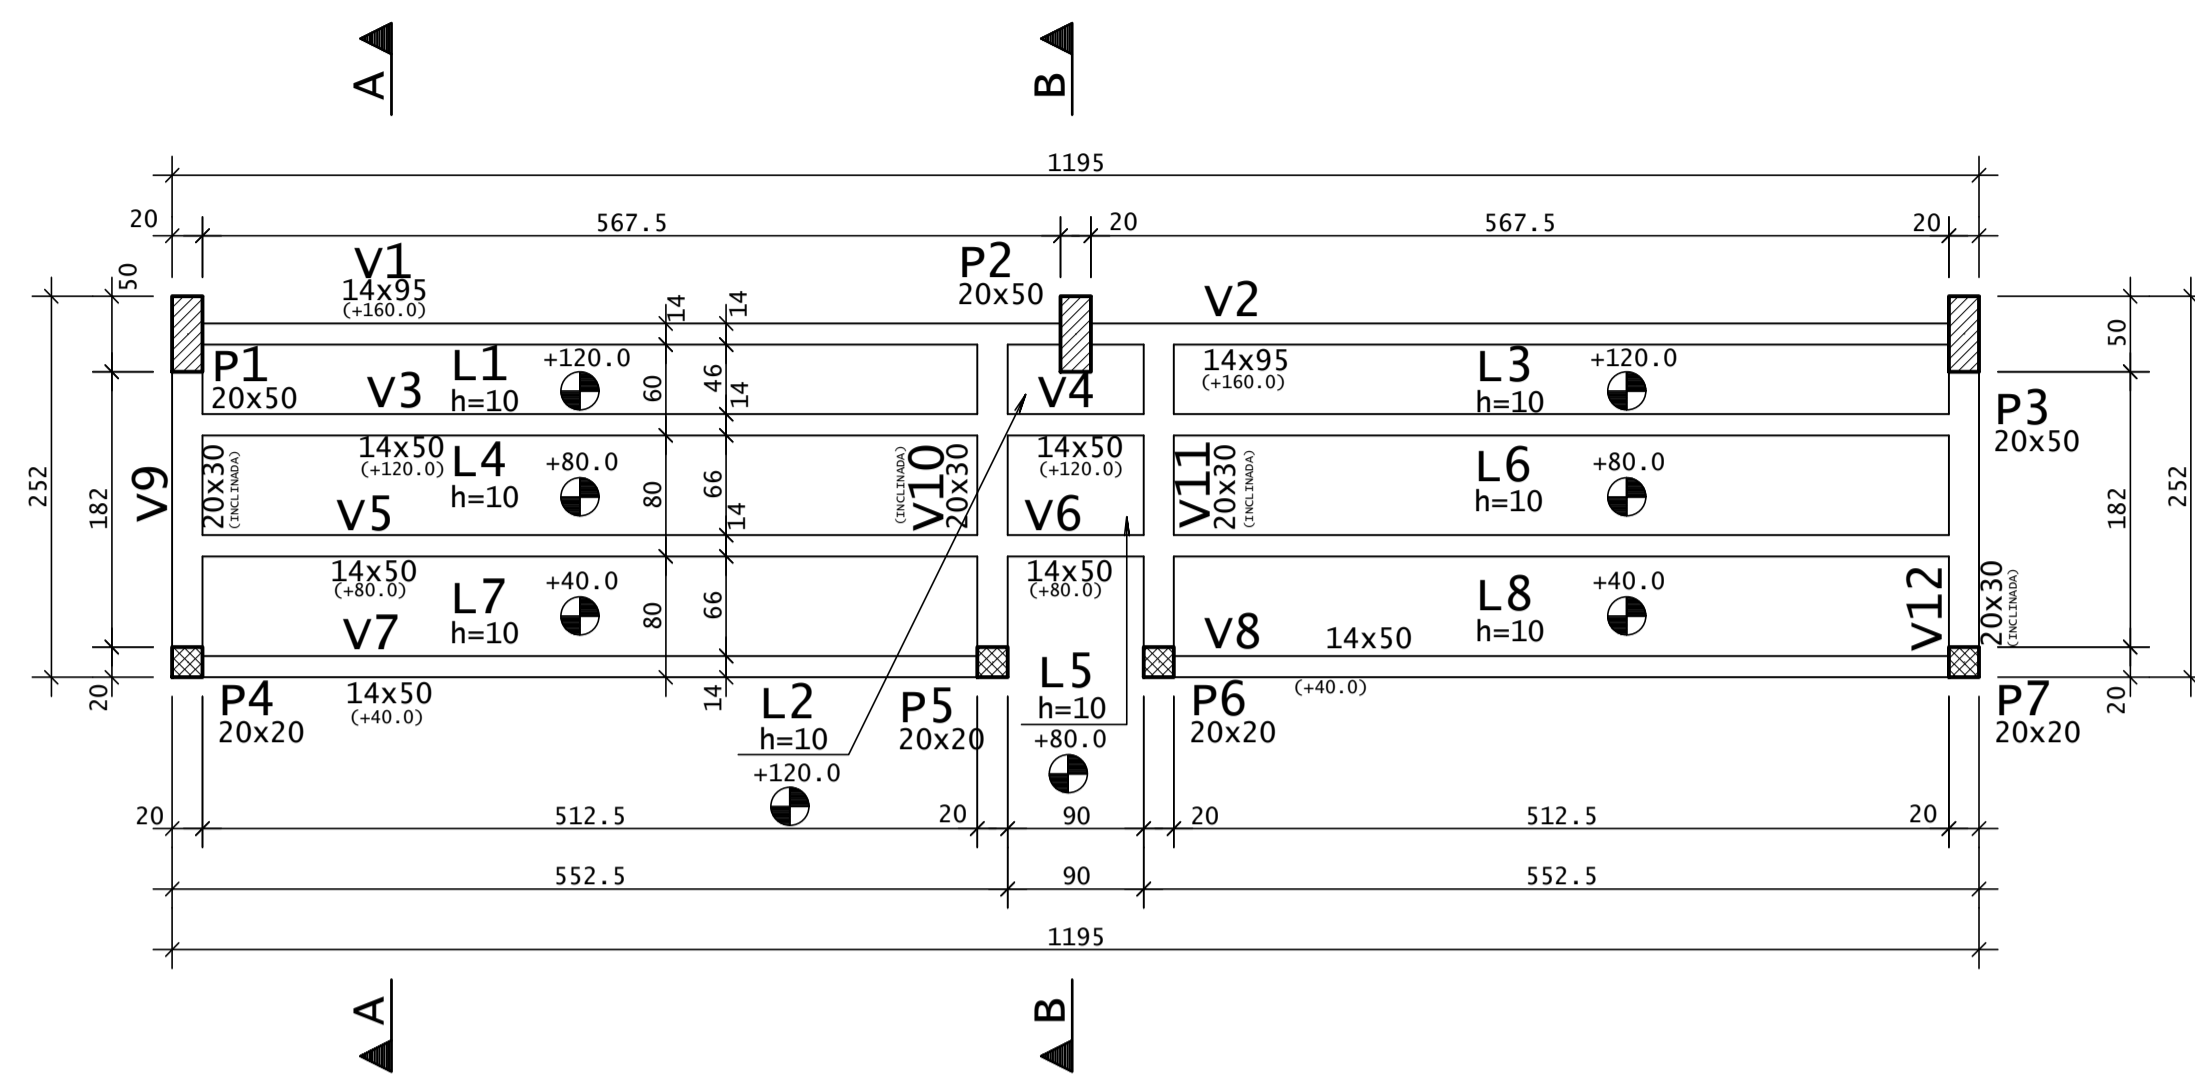 A
B
1195
20
567.5
20
567.5
20
50
V1
14x95
(+160.0)
14
14
P2
20x50
V2
P1
20x50
V3
L1
h=10
+120.0
60
46
14
V4
14x95
(+160.0)
L3
h=10
+120.0
50
P3
20x50
252
182
V9
20x30
(INCLINADA)
14x50
(+120.0)
L4
h=10
+80.0
V5
80
66
14
(INCLINADA)
V10
20x30
14x50
(+120.0)
V6
V11
20x30
(INCLINADA)
L6
h=10
+80.0
182
252
14x50
(+80.0)
V7
L7
h=10
+40.0
80
66
14x50
(+80.0)
V8
14x50
L8
h=10
+40.0
V12
20x30
(INCLINADA)
20
P4
20x20
14x50
(+40.0)
14
L2
h=10
+120.0
P5
20x20
L5
h=10
+80.0
P6
20x20
(+40.0)
P7
20x20
20
20
512.5
20
90
20
512.5
20
552.5
90
552.5
1195
A
B